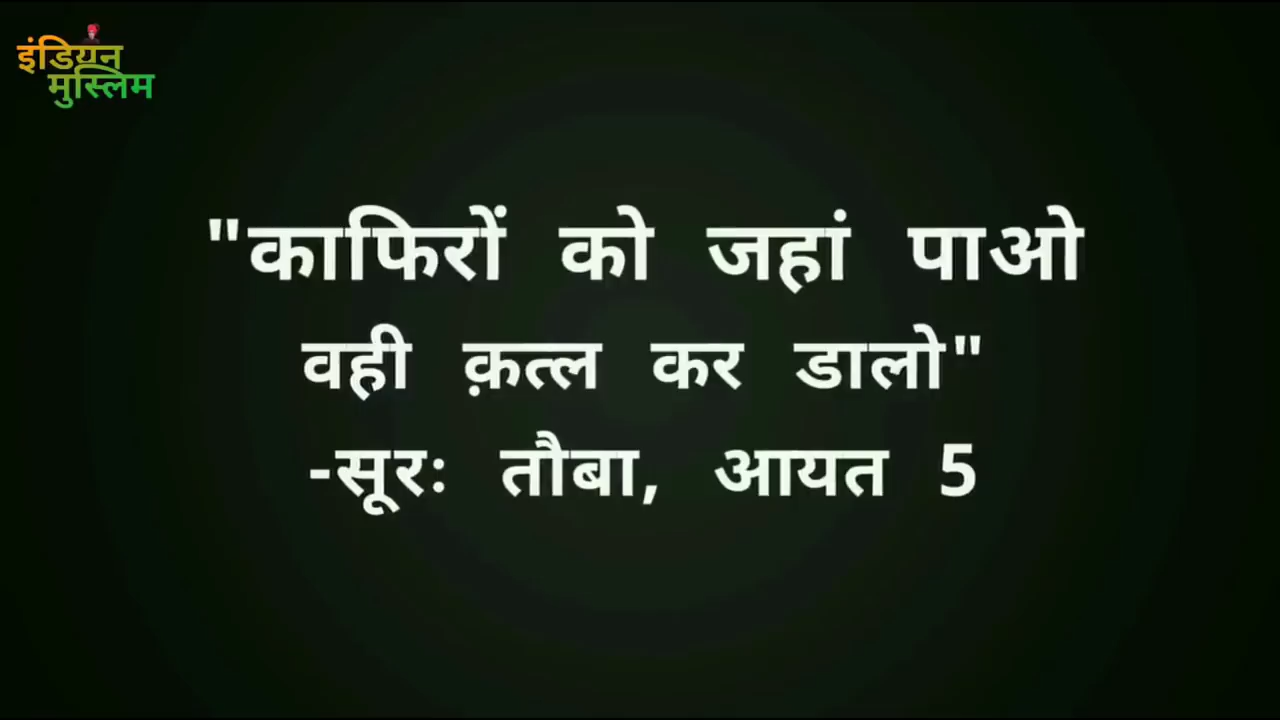 इंडियन
मुस्लिम
"काफिरों को जहां पाओ
वही क़त्ल कर डालो"
-सूरः तौबा, आयत 5